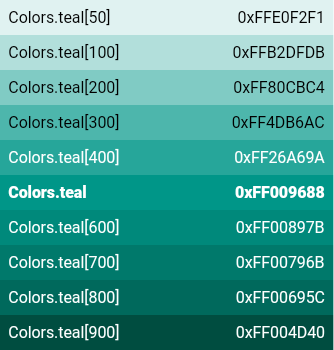 Colors.teal[50] 0xFFE0F2F1
Colors.teal[100] 0xFFB2DFDB
Colors.teal[200] 0xFF80CBC4
Colors.teal[300] 0xFF4DB6AC
Colors.teal[400] 0xFF26A69A
Colors.teal 0xFF009688
Colors.teal[600] 0xFF00897B
Colors.teal[700] 0xFF00796B
Colors.teal[800] 0xFF00695C
Colors.teal[900] 0xFF004D40